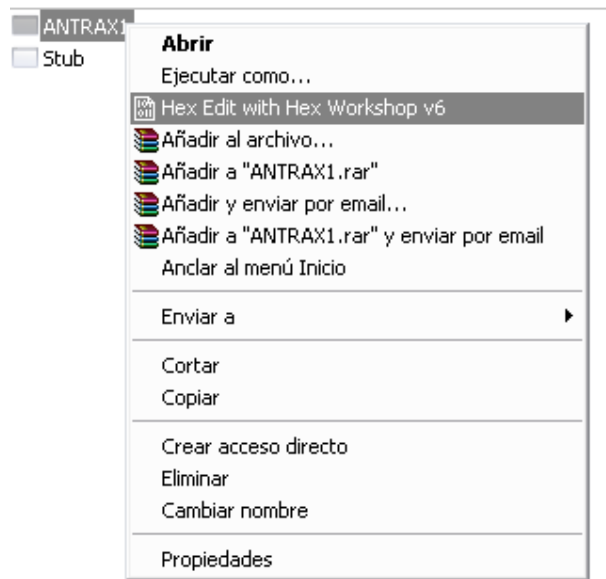 ANTRAX1
Stub
Abrir
Ejecutar como...
Hex Edit with Hex Workshop v6
Añadir al archivo...
Añadir a "ANTRAX1.rar"
Añadir y enviar por email...
Añadir a "ANTRAX1.rar" y enviar por email
Anclar al menú Inicio
Enviar a
Cortar
Copiar
Crear acceso directo
Eliminar
Cambiar nombre
Propiedades